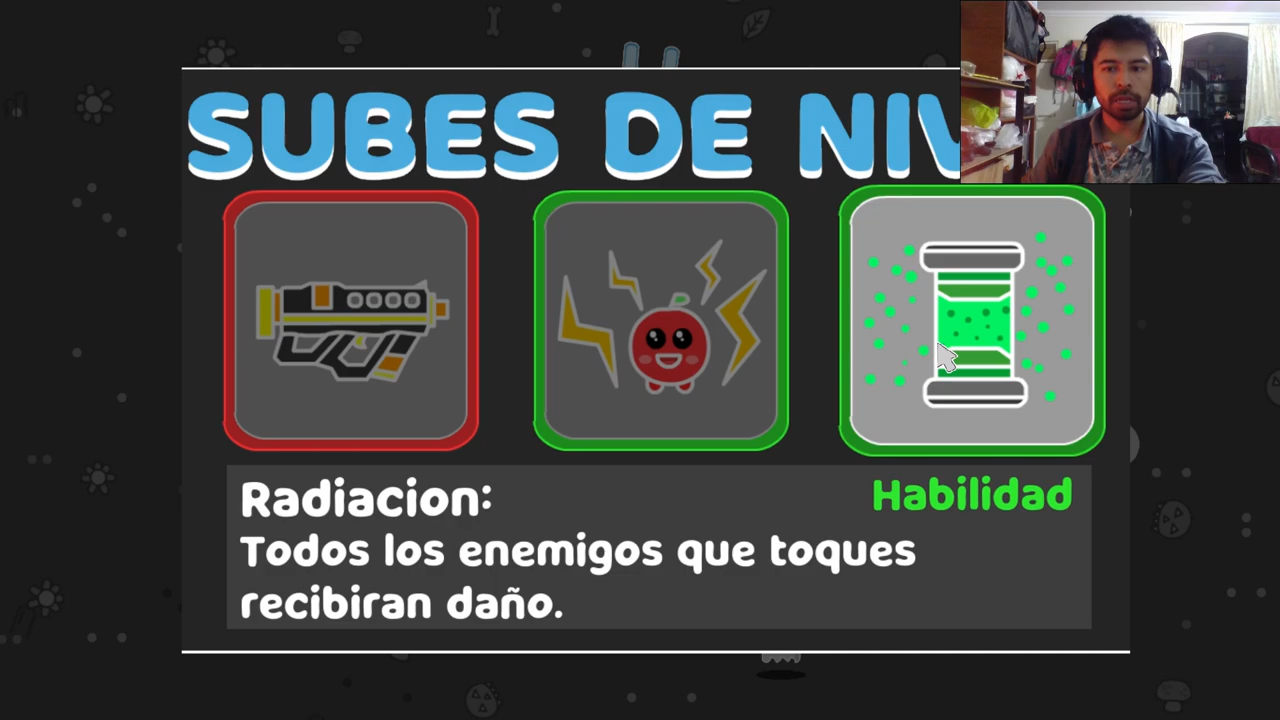 SUBES DE NIV
Radiacion:
Habilidad
Todos los enemigos que toques
recibiran daño.